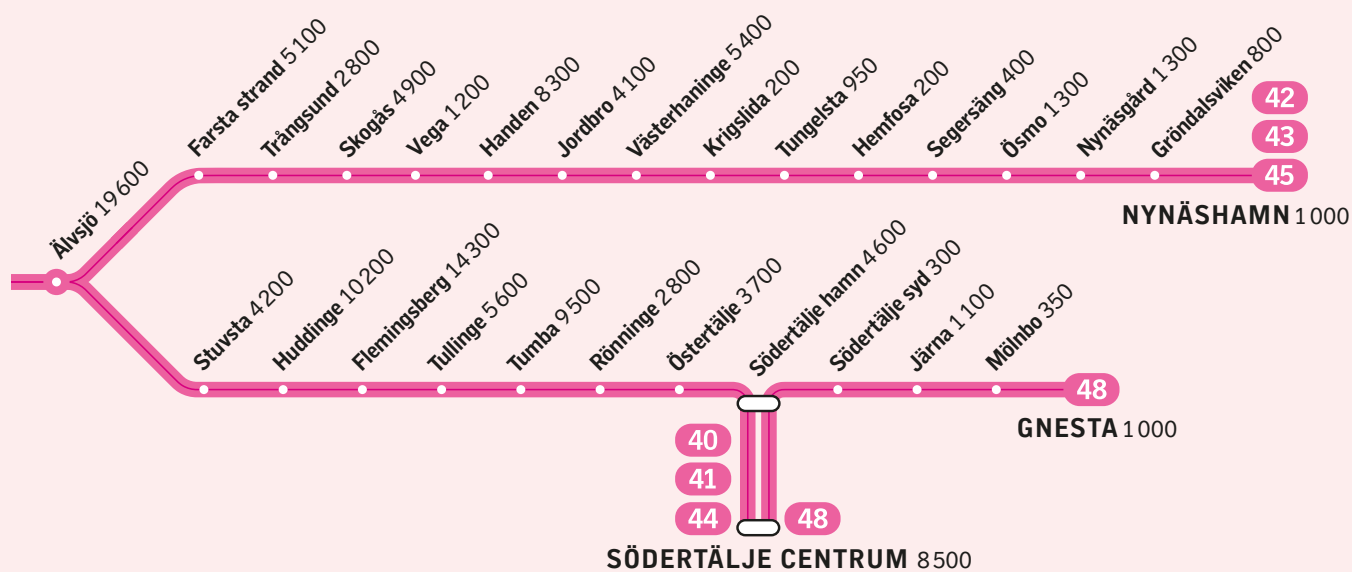 Älvsjö 19 600
Farsta strand 5 100
Trångsund 2 800
Skogås 4 900
Vega 1 200
Handen 8 300
Jordbro 4 100
Västerhaninge 5 400
Krigslida 200
Tungelsta 950
Hemfosa 200
Segersäng 400
Ösmo 1 300
Nynäsgård 1 300
Gröndalsviken 800
42
43
45
NYNÄSHAMN 1 000
Stuvsta 4 200
Huddinge 10 200
Flemingsberg 14 300
Tullinge 5 600
Tumba 9 500
Rönninge 2 800
Östertälje 3 700
Södertälje hamn 4 600
Södertälje syd 300
Järna 1 100
Mölnbo 350
48
GNESTA 1 000
40
41
44
48
SÖDERTÄLJE CENTRUM 8 500